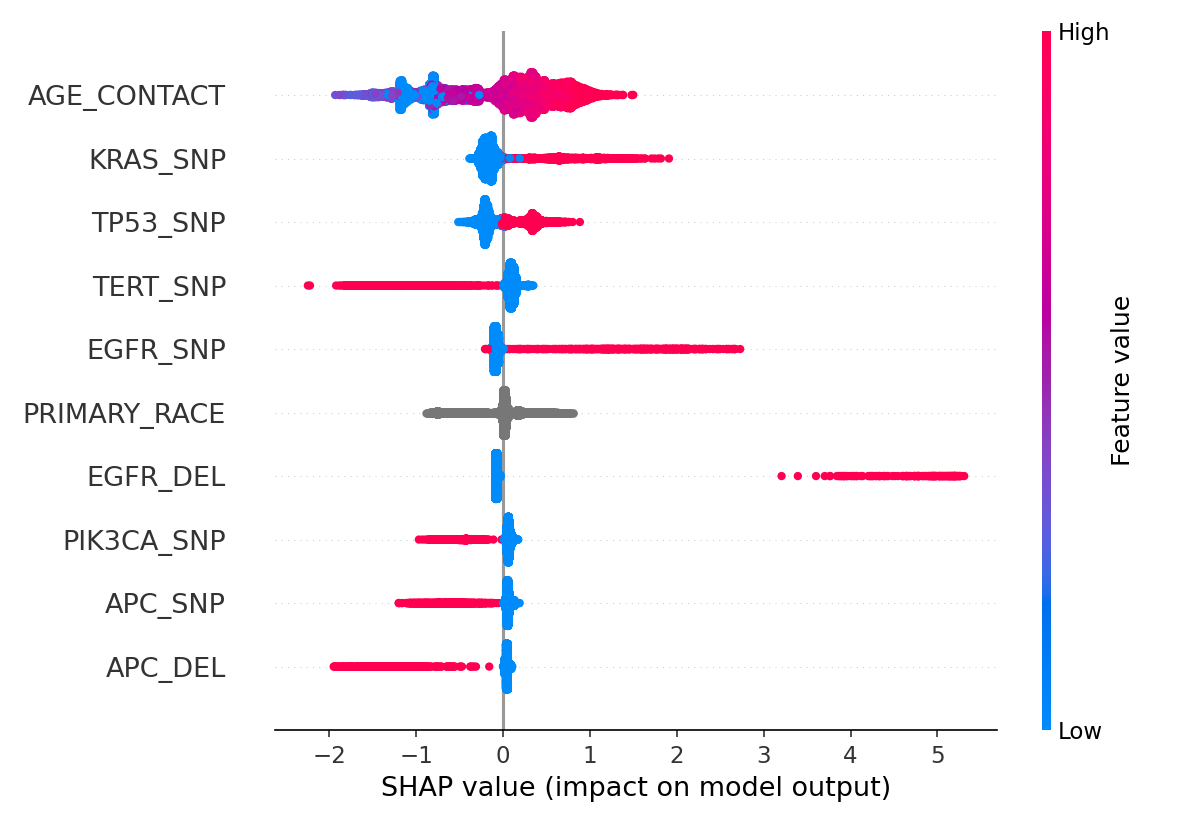 High
AGE_CONTACT
KRAS_SNP
TP53_SNP
TERT_SNP
EGFR_SNP
PRIMARY_RACE
EGFR_DEL
PIK3CA_SNP
APC_SNP
APC_DEL
Feature value
Low
−2 −1 0 1 2 3 4 5
SHAP value (impact on model output)